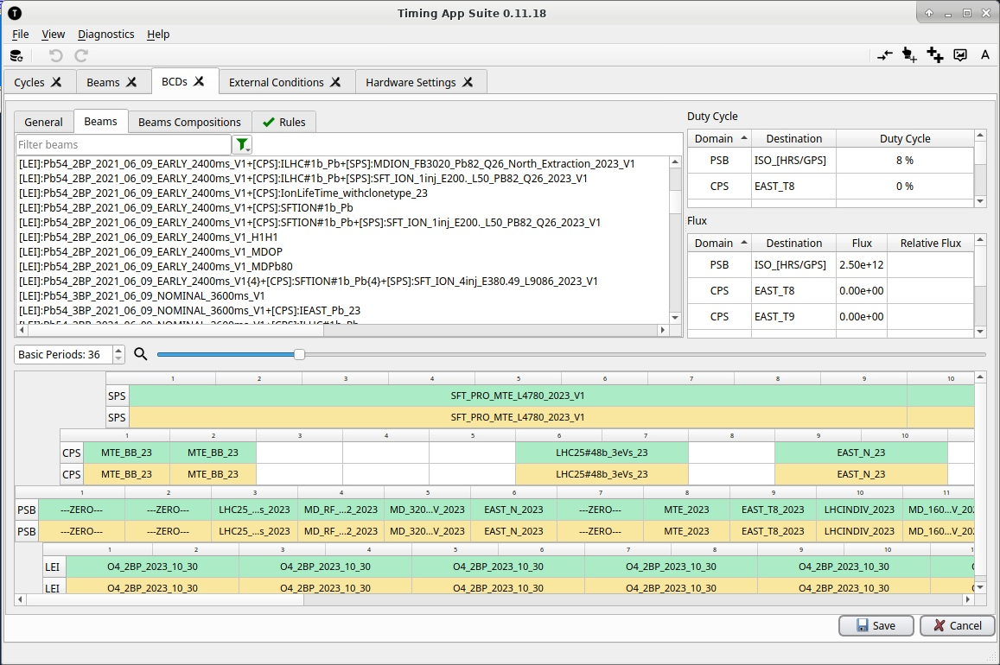 Timing App Suite 0.11.18
File View Diagnostics Help
A
Cycles Beams BCDs External Conditions Hardware Settings
General Beams Beams Compositions Rules
Filter beams
[LEI]:Pb54_2BP_2021_06_09_EARLY_2400ms_V1+[CPS]:ILHC#1b_Pb+[SPS]:MDION_FB3020_Pb82_Q26_North_Extraction_2023_V1
[LEI]:Pb54_2BP_2021_06_09_EARLY_2400ms_V1+[CPS]:ILHC#1b_Pb+[SPS]:SFT_ION_1inj_E200._L50_PB82_Q26_2023_V1
[LEI]:Pb54_2BP_2021_06_09_EARLY_2400ms_V1+[CPS]:IonLifeTime_withclonetype_23
[LEI]:Pb54_2BP_2021_06_09_EARLY_2400ms_V1+[CPS]:SFTION#1b_Pb
[LEI]:Pb54_2BP_2021_06_09_EARLY_2400ms_V1+[CPS]:SFTION#1b_Pb+[SPS]:SFT_ION_1inj_E200._L50_PB82_Q26_2023_V1
[LEI]:Pb54_2BP_2021_06_09_EARLY_2400ms_V1_H1H1
[LEI]:Pb54_2BP_2021_06_09_EARLY_2400ms_V1_MDOP
[LEI]:Pb54_2BP_2021_06_09_EARLY_2400ms_V1_MDPb80
[LEI]:Pb54_2BP_2021_06_09_EARLY_2400ms_V1{4}+[CPS]:SFTION#1b_Pb{4}+[SPS]:SFT_ION_4inj_E380.49_L9086_2023_V1
[LEI]:Pb54_3BP_2021_06_09_NOMINAL_3600ms_V1
[LEI]:Pb54_3BP_2021_06_09_NOMINAL_3600ms_V1+[CPS]:IEAST_Pb_23
Duty Cycle
Domain Destination Duty Cycle
PSB ISO_[HRS/GPS] 8 %
CPS EAST_T8 0 %
Flux
Domain Destination Flux Relative Flux
PSB ISO_[HRS/GPS] 2.50e+12
CPS EAST_T8 0.00e+00
CPS EAST_T9 0.00e+00
Basic Periods: 36
1 2 3 4 5 6 7 8 9 10
SPS SFT_PRO_MTE_L4780_2023_V1
SPS SFT_PRO_MTE_L4780_2023_V1
1 2 3 4 5 6 7 8 9 10
CPS MTE_BB_23 MTE_BB_23 LHC25#48b_3eVs_23 EAST_N_23
CPS MTE_BB_23 MTE_BB_23 LHC25#48b_3eVs_23 EAST_N_23
1 2 3 4 5 6 7 8 9 10 11
PSB ---ZERO--- ---ZERO--- LHC25_...s_2023 MD_RF_...2_2023 MD_320...V_2023 EAST_N_2023 ---ZERO--- MTE_2023 EAST_T8_2023 LHCINDIV_2023 MD_160...V_20
PSB ---ZERO--- ---ZERO--- LHC25_...s_2023 MD_RF_...2_2023 MD_320...V_2023 EAST_N_2023 ---ZERO--- MTE_2023 EAST_T8_2023 LHCINDIV_2023 MD_160...V_20
1 2 3 4 5 6 7 8 9 10
LEI O4_2BP_2023_10_30 O4_2BP_2023_10_30 O4_2BP_2023_10_30 O4_2BP_2023_10_30 O4_2BP_2023_10_30
LEI O4_2BP_2023_10_30 O4_2BP_2023_10_30 O4_2BP_2023_10_30 O4_2BP_2023_10_30 O4_2BP_2023_10_30
Save Cancel